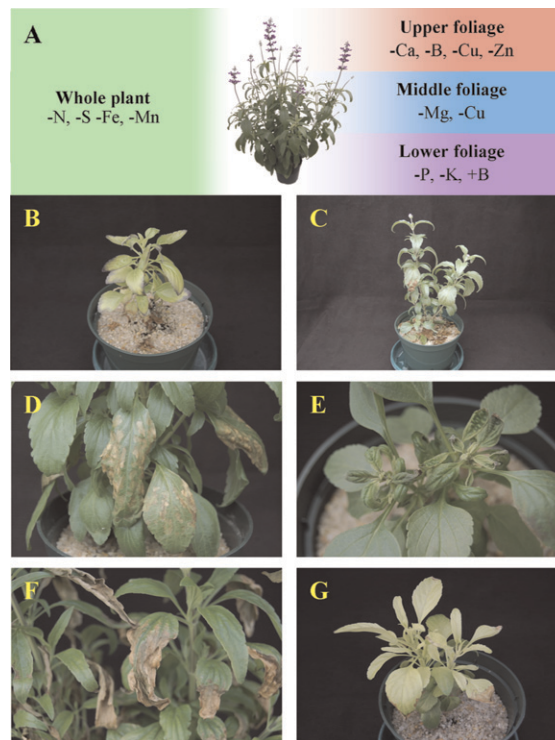 A
Upper foliage
-Ca, -B, -Cu, -Zn
Whole plant
-N, -S -Fe, -Mn
Middle foliage
-Mg, -Cu
Lower foliage
-P, -K, +B
B
C
D
E
F
G